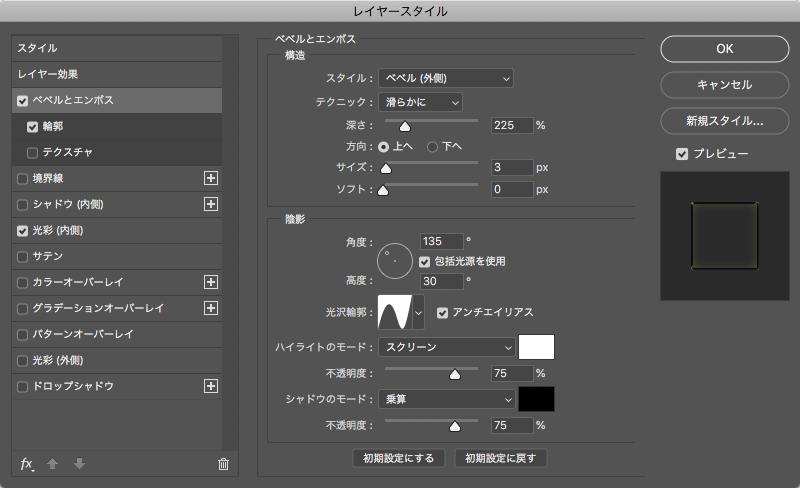 レイヤースタイル
スタイル
レイヤー効果
ベベルとエンボス
輪郭
テクスチャ
境界線
シャドウ (内側)
光彩 (内側)
サテン
カラーオーバーレイ
グラデーションオーバーレイ
パターンオーバーレイ
光彩 (外側)
ドロップシャドウ
fx
ベベルとエンボス
構造
スタイル： ベベル (外側)
テクニック： 滑らかに
深さ： 225 %
方向： 上へ 下へ
サイズ： 3 px
ソフト： 0 px
陰影
角度： 135 °
包括光源を使用
高度： 30 °
光沢輪郭： アンチエイリアス
ハイライトのモード： スクリーン
不透明度： 75 %
シャドウのモード： 乗算
不透明度： 75 %
初期設定にする 初期設定に戻す
OK
キャンセル
新規スタイル...
プレビュー